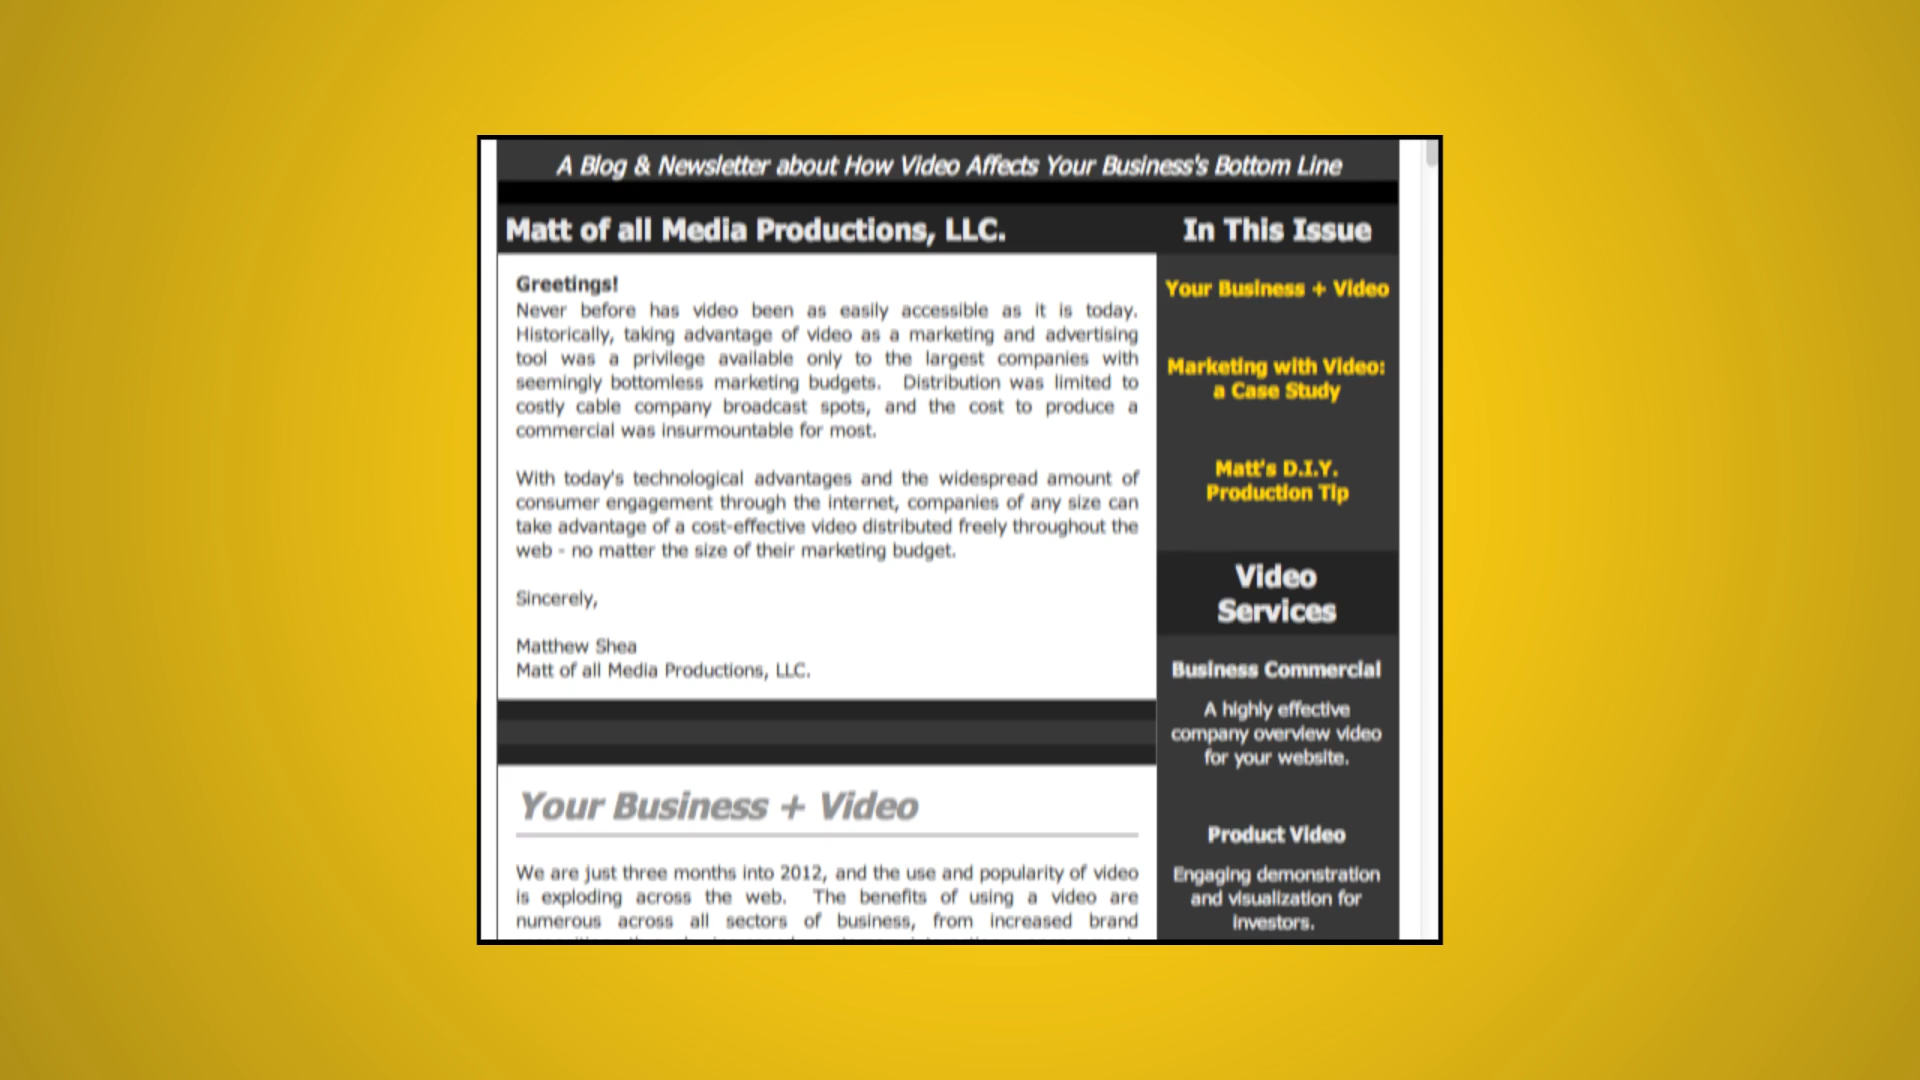 A Blog & Newsletter about How Video Affects Your Business's Bottom Line
Matt of all Media Productions, LLC.
Greetings!
Never before has video been as easily accessible as it is today.
Historically, taking advantage of video as a marketing and advertising
tool was a privilege available only to the largest companies with
seemingly bottomless marketing budgets. Distribution was limited to
costly cable company broadcast spots, and the cost to produce a
commercial was insurmountable for most.
With today's technological advantages and the widespread amount of
consumer engagement through the internet, companies of any size can
take advantage of a cost-effective video distributed freely throughout the
web - no matter the size of their marketing budget.
Sincerely,
Matthew Shea
Matt of all Media Productions, LLC.
Your Business + Video
We are just three months into 2012, and the use and popularity of video
is exploding across the web. The benefits of using a video are
numerous across all sectors of business, from increased brand
In This Issue
Your Business + Video
Marketing with Video:
a Case Study
Matt's D.I.Y.
Production Tip
Video
Services
Business Commercial
A highly effective
company overview video
for your website.
Product Video
Engaging demonstration
and visualization for
investors.